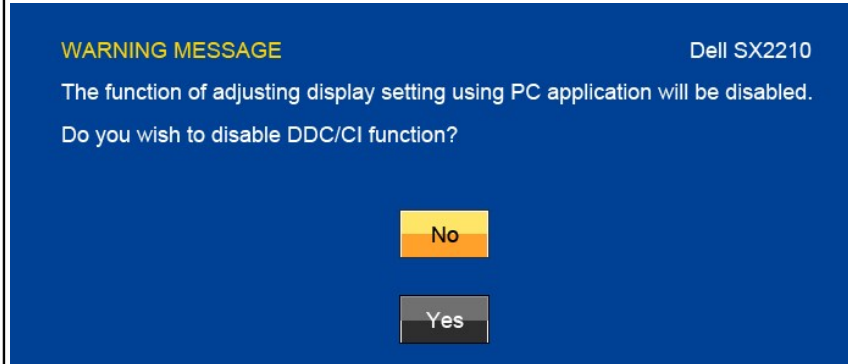 WARNING MESSAGE Dell SX2210
The function of adjusting display setting using PC application will be disabled.
Do you wish to disable DDC/CI function?
No
Yes